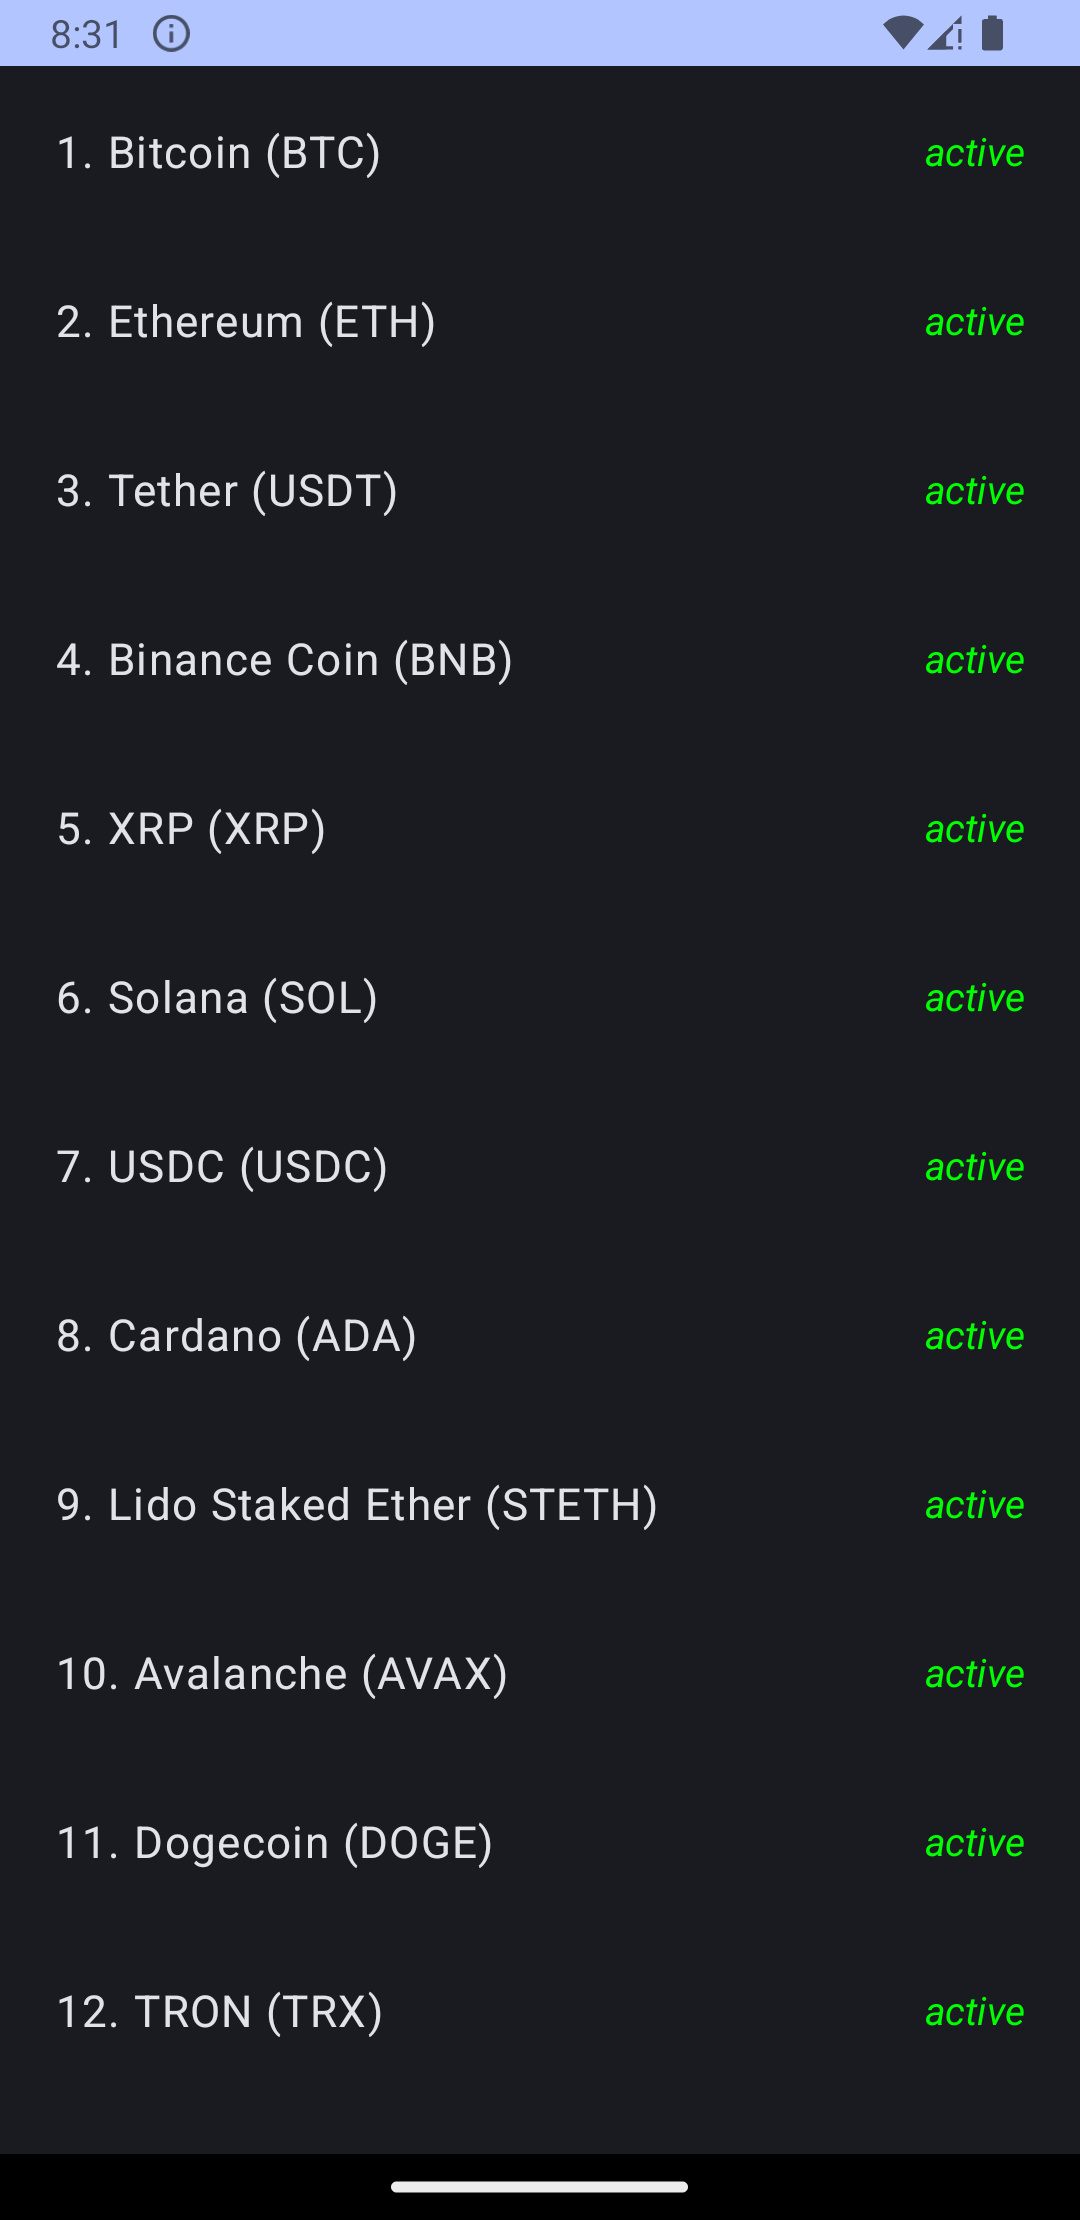 8:31
1. Bitcoin (BTC) active
2. Ethereum (ETH) active
3. Tether (USDT) active
4. Binance Coin (BNB) active
5. XRP (XRP) active
6. Solana (SOL) active
7. USDC (USDC) active
8. Cardano (ADA) active
9. Lido Staked Ether (STETH) active
10. Avalanche (AVAX) active
11. Dogecoin (DOGE) active
12. TRON (TRX) active